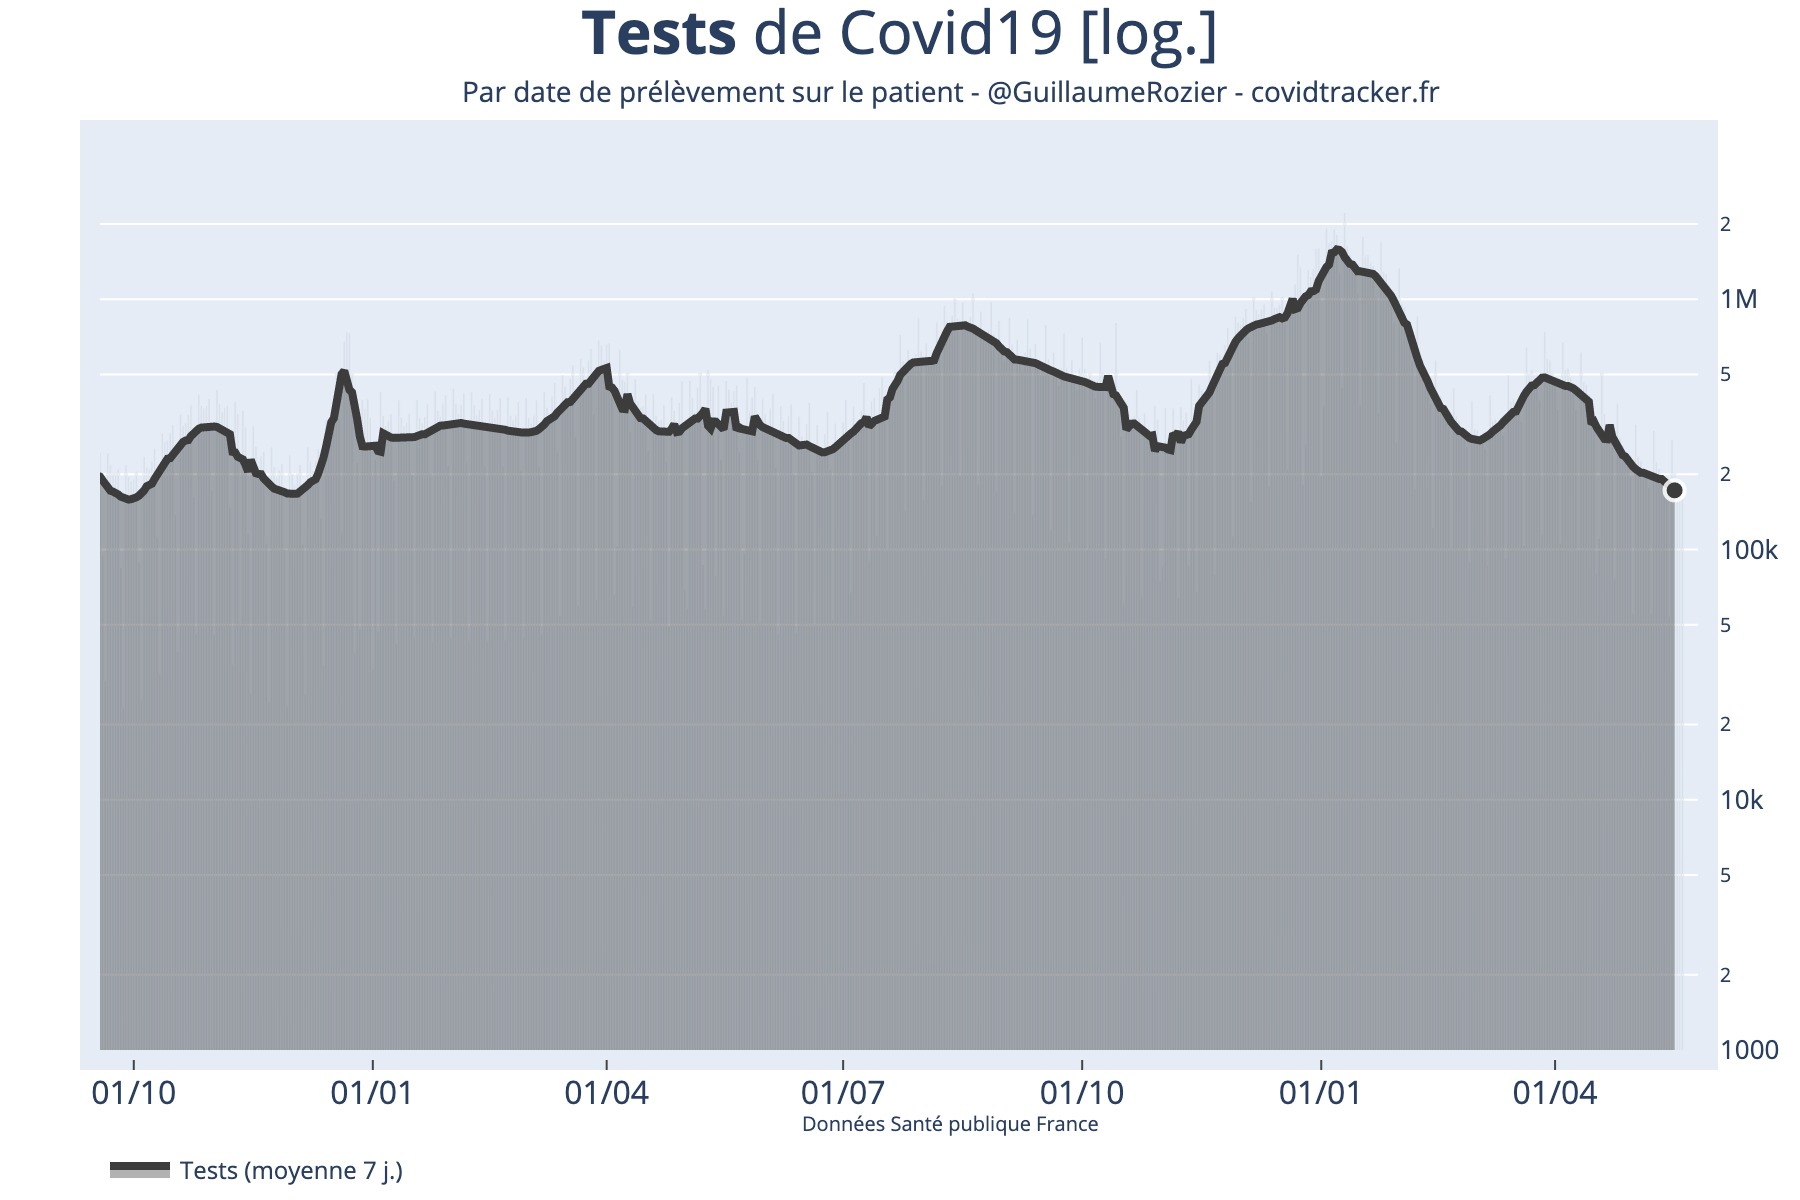 Tests de Covid19 [log.]
Par date de prélèvement sur le patient - @GuillaumeRozier - covidtracker.fr
2
1M
5
2
100k
5
2
10k
5
2
1000
01/10 01/01 01/04 01/07 01/10 01/01 01/04
Données Santé publique France
Tests (moyenne 7 j.)